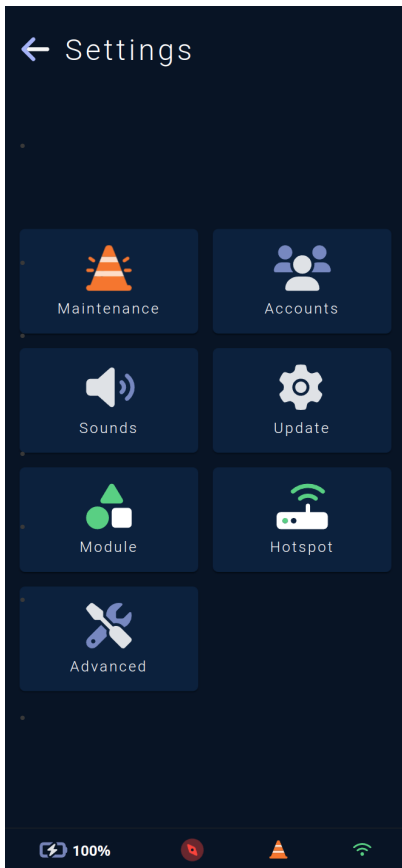 Settings
Maintenance
Accounts
Sounds
Update
Module
Hotspot
Advanced
100%